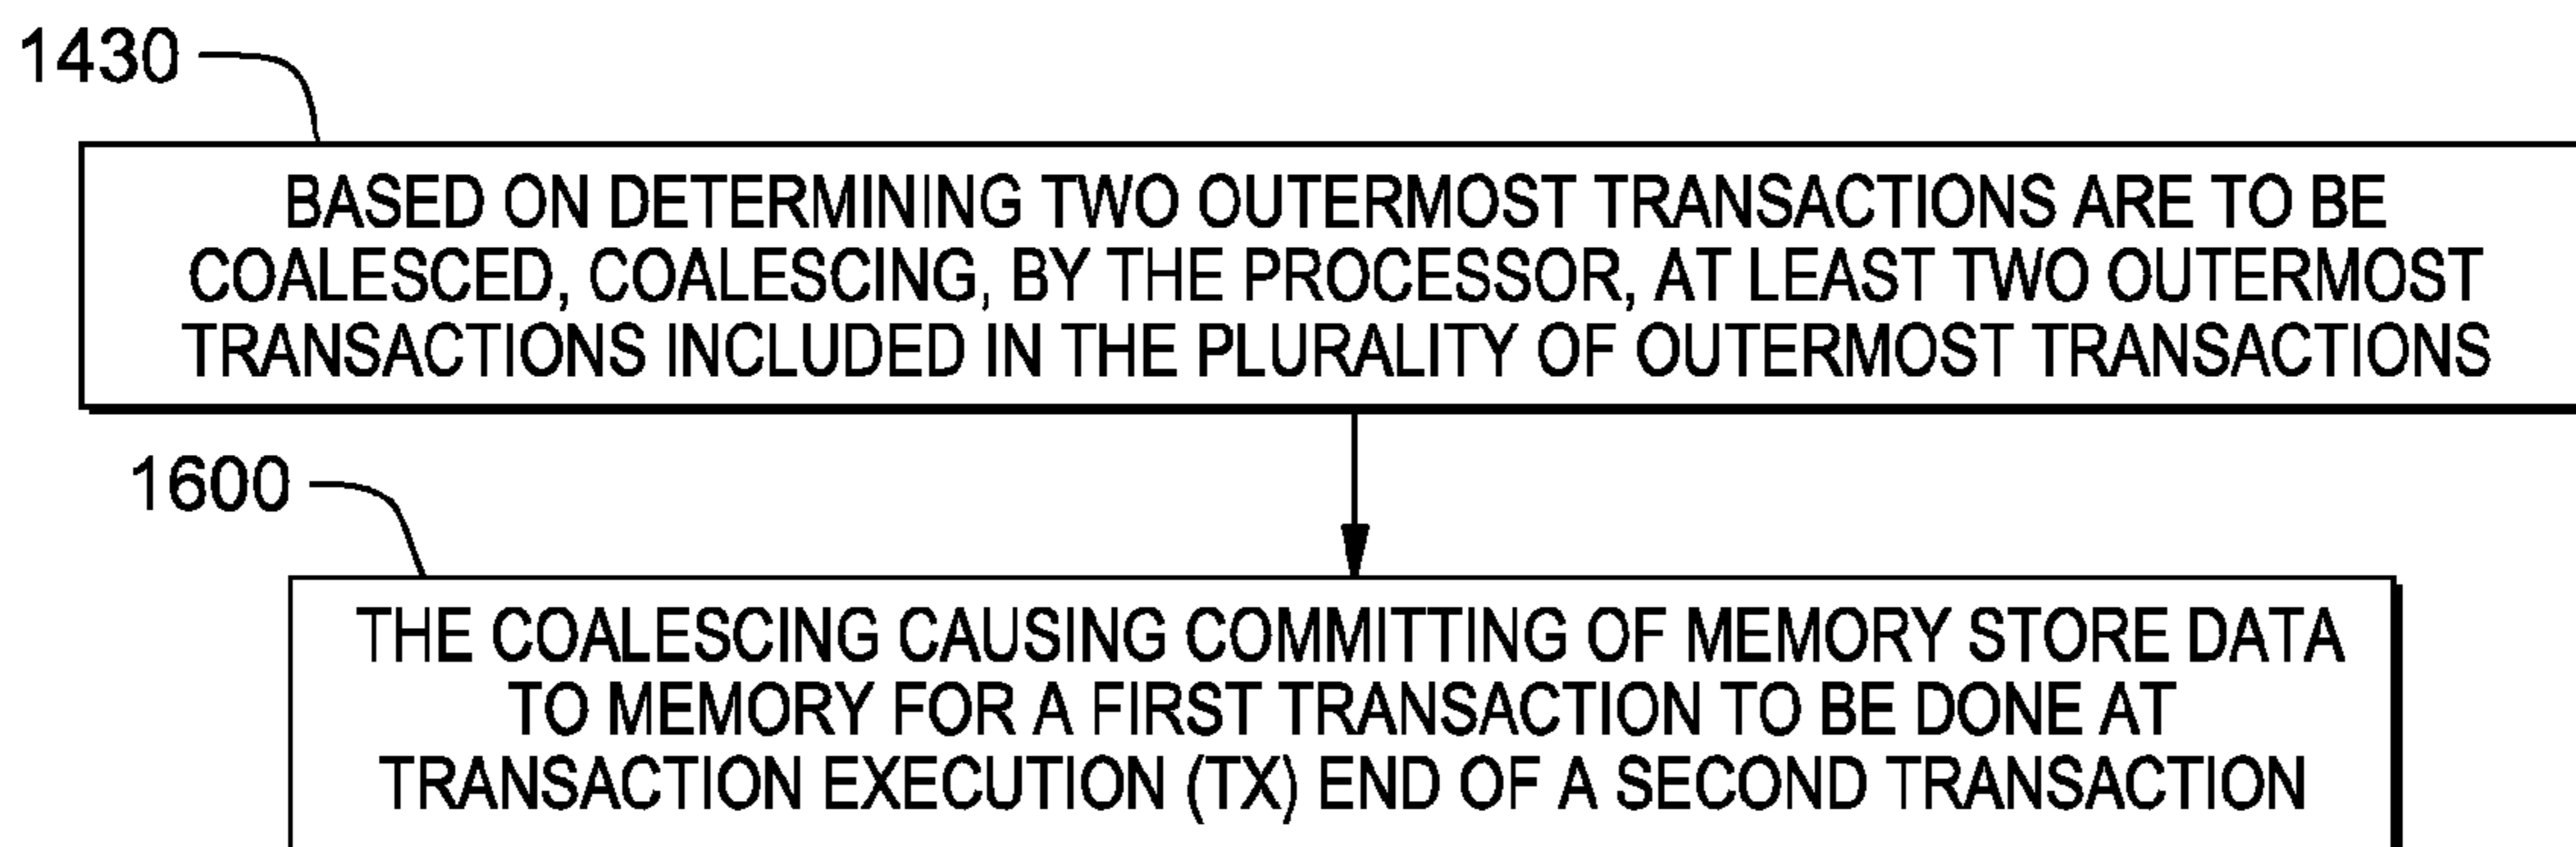 1430
BASED ON DETERMINING TWO OUTERMOST TRANSACTIONS ARE TO BE
COALESCED, COALESCING, BY THE PROCESSOR, AT LEAST TWO OUTERMOST
TRANSACTIONS INCLUDED IN THE PLURALITY OF OUTERMOST TRANSACTIONS
1600
THE COALESCING CAUSING COMMITTING OF MEMORY STORE DATA
TO MEMORY FOR A FIRST TRANSACTION TO BE DONE AT
TRANSACTION EXECUTION (TX) END OF A SECOND TRANSACTION